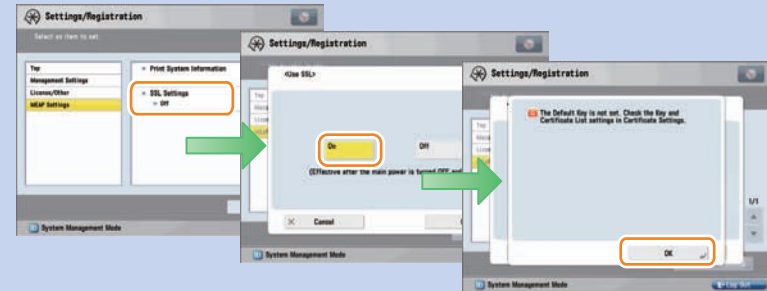 Settings/Registration
Select an item to set.
Top
Management Settings
License/Other
MEAP Settings
Print System Information
SSL Settings
Off
System Management Mode
Settings/Registration
<Use SSL>
Top
On
Off
(Effective after the main power is turned OFF and
Cancel
System Management Mode
Settings/Registration
Top
The Default Key is not set. Check the Key and
Certificate List settings in Certificate Settings.
1/1
OK
System Management Mode
Log Out